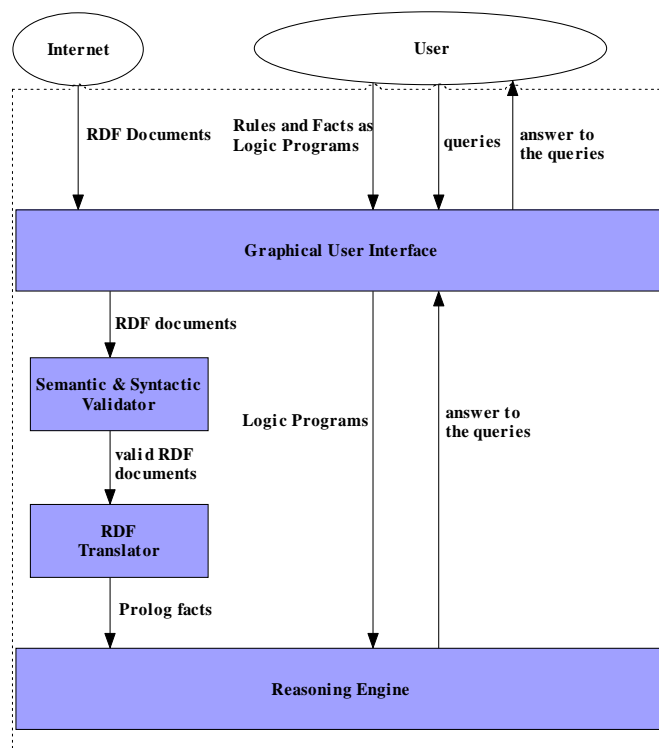 Internet
User
RDF Documents
Rules and Facts as
Logic Programs
queries
answer to
the queries
Graphical User Interface
RDF documents
Semantic & Syntactic
Validator
valid RDF
documents
Logic Programs
answer to
the queries
RDF
Translator
Prolog facts
Reasoning Engine